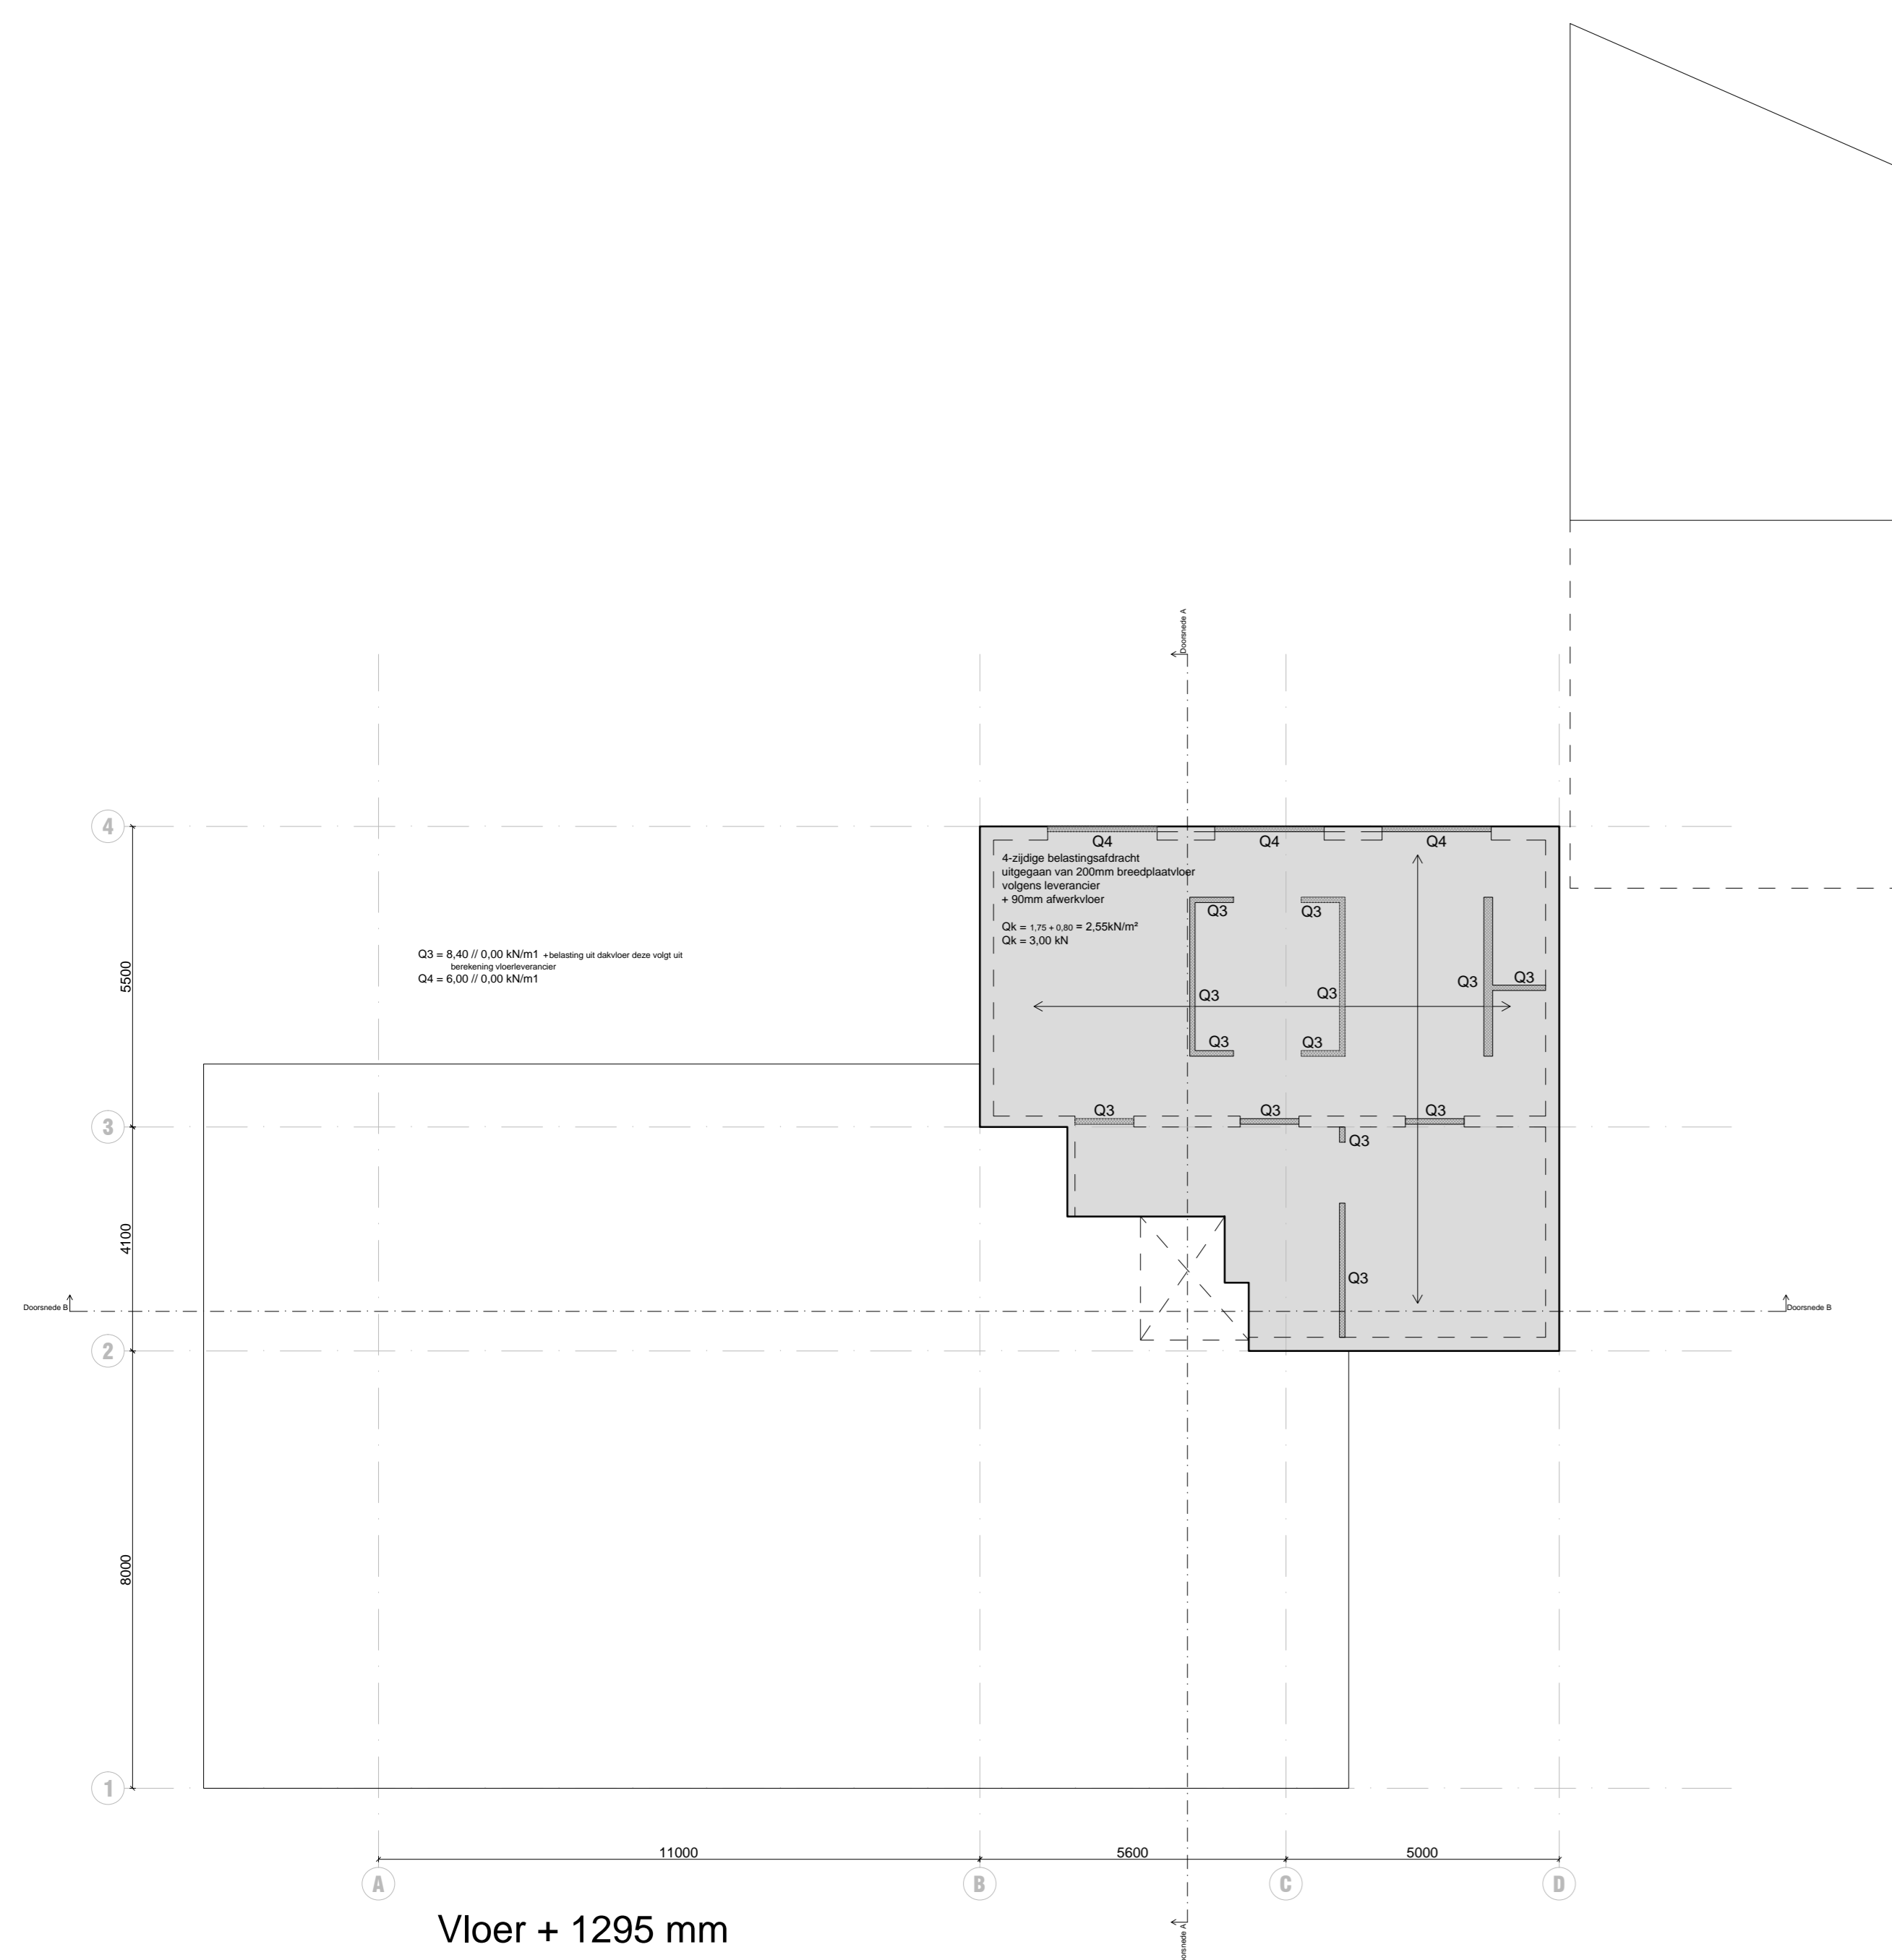 Doorsnede A
4
Q4
Q4
Q4
4-zijdige belastingsafdracht
uitgegaan van 200mm breedplaatvloer
volgens leverancier
+ 90mm afwerkvloer
Qk = 1,75 + 0,80 = 2,55kN/m²
Qk = 3,00 kN
Q3
Q3
Q3 = 8,40 // 0,00 kN/m1 +belasting uit dakvloer deze volgt uit
berekening vloerleverancier
Q4 = 6,00 // 0,00 kN/m1
5500
Q3
Q3
Q3
Q3
Q3
Q3
3
Q3
Q3
Q3
Q3
4100
Q3
Doorsnede B
Doorsnede B
2
8000
1
11000
5600
5000
A
B
C
D
Vloer + 1295 mm
Doorsnede A